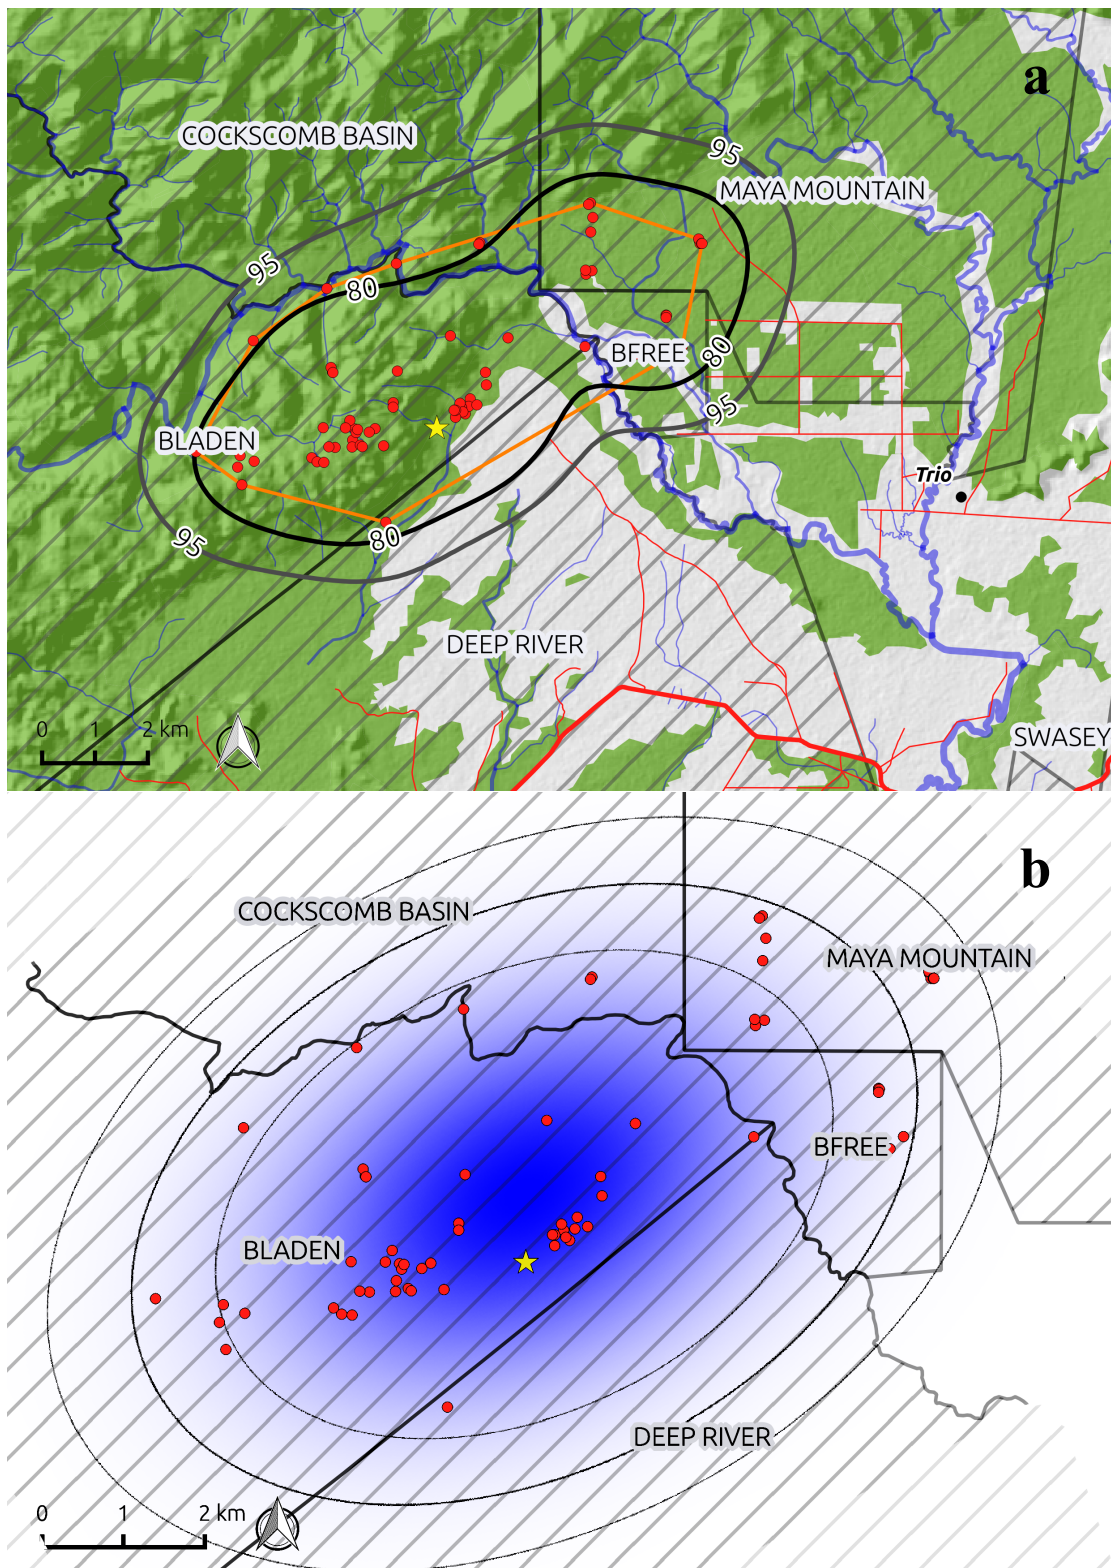 a
COCKSCOMB BASIN
95
MAYA MOUNTAIN
95
80
BFREE
80
95
BLADEN
Trio
95
80
DEEP RIVER
0 1 2 km
SWASEY
b
COCKSCOMB BASIN
MAYA MOUNTAIN
BFREE
BLADEN
DEEP RIVER
0 1 2 km